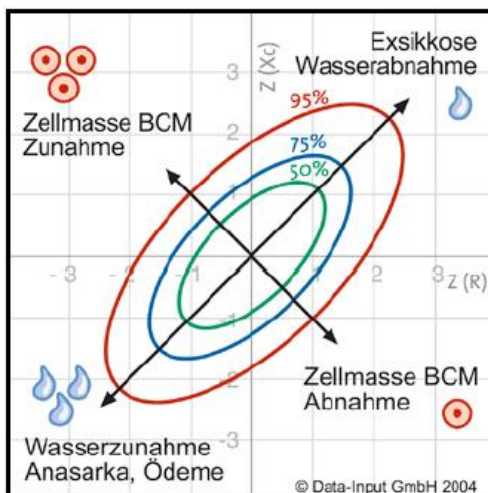 Exsikkose
Wasserabnahme
Z (Xc)
3
95%
Zellmasse BCM
Zunahme
2
75%
50%
1
-3
-2
-1
1
2
3
Z (R)
-1
-2
Zellmasse BCM
Abnahme
Wasserzunahme
Anasarka, Ödeme
-3
© Data-Input GmbH 2004